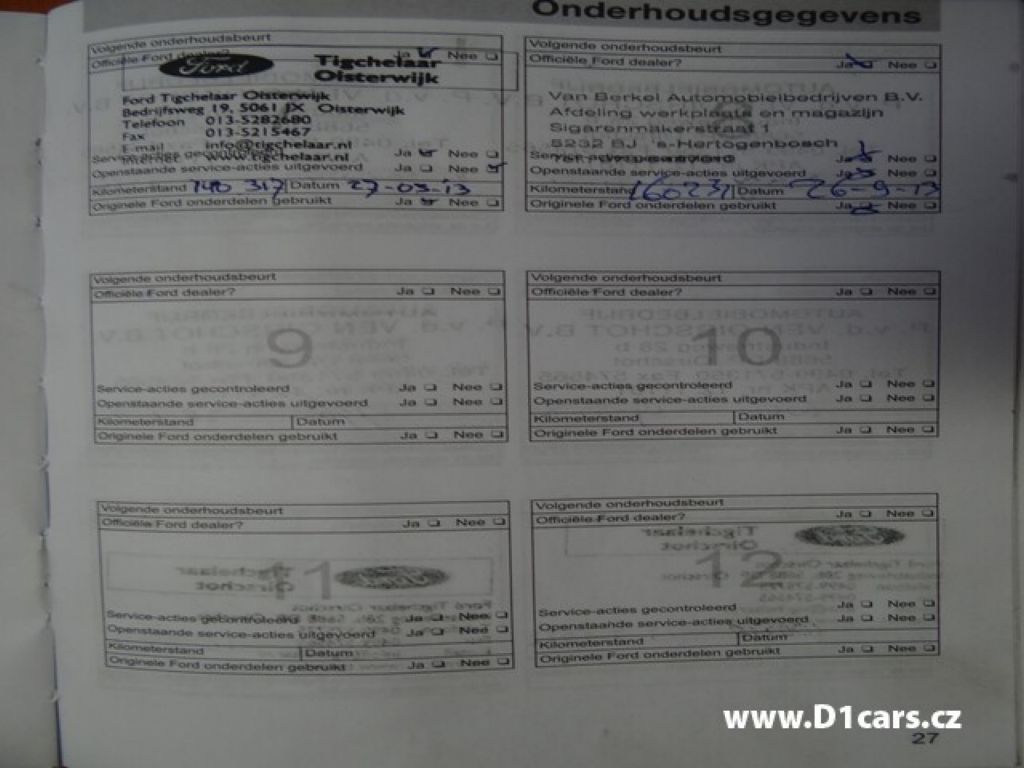 Onderhoudsgegevens
Volgende onderhoudsbeurt
Officiële Ford dealer? Ja Nee
Ford Tigchelaar
Oisterwijk
Ford Tigchelaar Oisterwijk
Bedrijfsweg 19, 5061 JX Oisterwijk
Telefoon 013-5282680
Fax 013-5215467
E-mail info@tigchelaar.nl
www.tigchelaar.nl
Service-acties gecontroleerd Ja Nee
Openstaande service-acties uitgevoerd Ja Nee
Kilometerstand 140 317 Datum 27-03-13
Originele Ford onderdelen gebruikt Ja Nee
Volgende onderhoudsbeurt
Officiële Ford dealer? Ja Nee
Van Berkel Automobielbedrijven B.V.
Afdeling werkplaats en magazijn
Sigarenmakerstraat 1
5232 BJ 's-Hertogenbosch
Service-acties gecontroleerd Ja Nee
Openstaande service-acties uitgevoerd Ja Nee
Kilometerstand 160231 Datum 26-9-13
Originele Ford onderdelen gebruikt Ja Nee
Volgende onderhoudsbeurt
Officiële Ford dealer? Ja Nee
9
Service-acties gecontroleerd Ja Nee
Openstaande service-acties uitgevoerd Ja Nee
Kilometerstand Datum
Originele Ford onderdelen gebruikt Ja Nee
Volgende onderhoudsbeurt
Officiële Ford dealer? Ja Nee
10
Service-acties gecontroleerd Ja Nee
Openstaande service-acties uitgevoerd Ja Nee
Kilometerstand Datum
Originele Ford onderdelen gebruikt Ja Nee
Volgende onderhoudsbeurt
Officiële Ford dealer? Ja Nee
11
Service-acties gecontroleerd Ja Nee
Openstaande service-acties uitgevoerd Ja Nee
Kilometerstand Datum
Originele Ford onderdelen gebruikt Ja Nee
Volgende onderhoudsbeurt
Officiële Ford dealer? Ja Nee
12
Service-acties gecontroleerd Ja Nee
Openstaande service-acties uitgevoerd Ja Nee
Kilometerstand Datum
Originele Ford onderdelen gebruikt Ja Nee
www.D1cars.cz
27